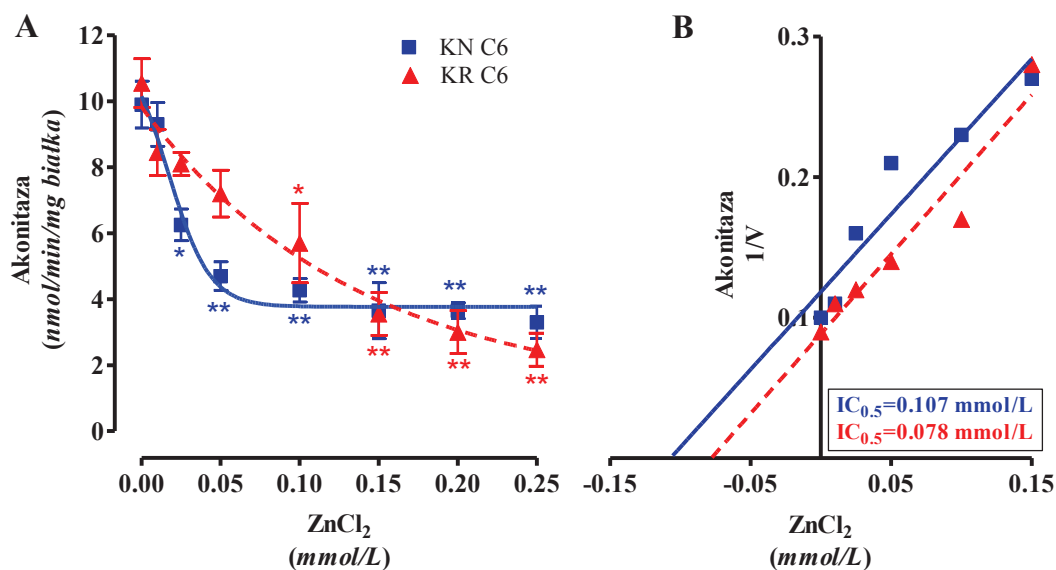 A
12
10
8
6
4
2
0
Akonitaza
(nmol/min/mg białka)
KN C6
KR C6
*
*
**
**
**
**
**
**
**
**
0.00
0.05
0.10
0.15
0.20
0.25
ZnCl2
(mmol/L)
B
0.3
0.2
0.1
Akonitaza
1/V
IC0.5=0.107 mmol/L
IC0.5=0.078 mmol/L
-0.15
-0.05
0.05
0.15
ZnCl2
(mmol/L)